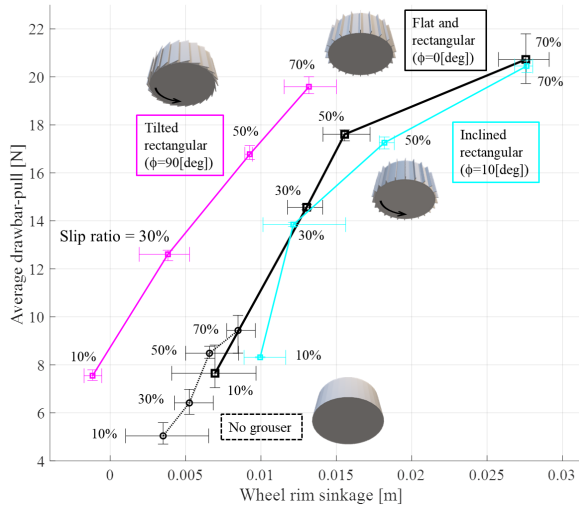 22
20
18
16
14
12
10
8
6
4
Average drawbar-pull [N]
0
0.005
0.01
0.015
0.02
0.025
0.03
Wheel rim sinkage [m]
Flat and
rectangular
(ϕ=0[deg])
Tilted
rectangular
(ϕ=90[deg])
Inclined
rectangular
(ϕ=10[deg])
No grouser
70%
50%
Slip ratio = 30%
10%
70%
50%
30%
10%
70%
50%
30%
10%
70%
50%
30%
10%